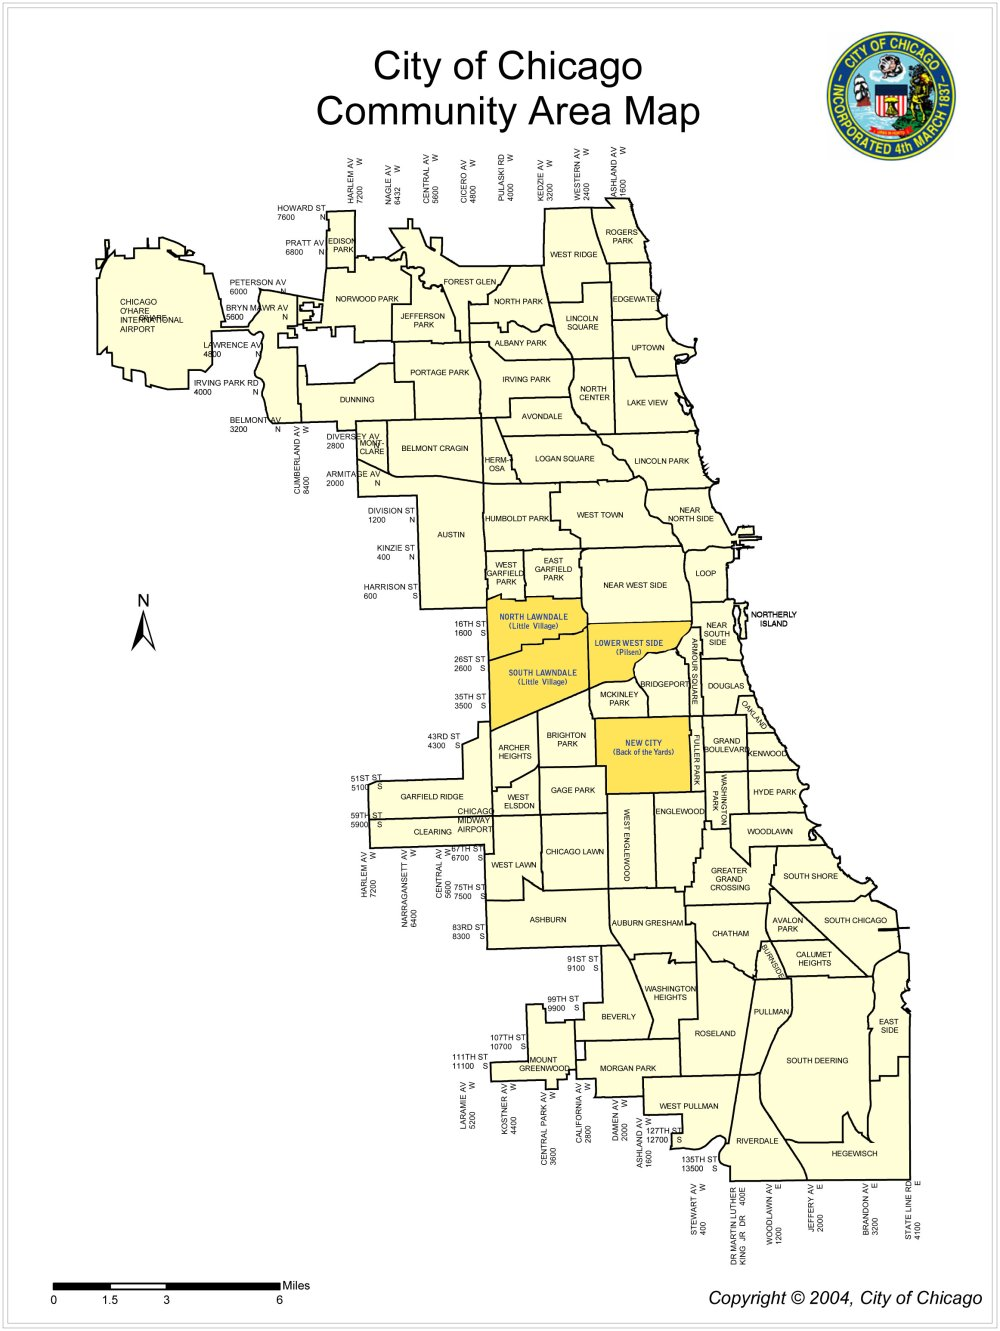 City of Chicago
Community Area Map
CITY OF CHICAGO
INCORPORATED 4th MARCH 1837
HARLEM AV
7200 W
NAGLE AV
6432 W
CENTRAL AV
5600 W
CICERO AV
4800 W
PULASKI RD
4000 W
KEDZIE AV
3200 W
WESTERN AV
2400 W
ASHLAND AV
1600 W
HOWARD ST
7600 N
PRATT AV
6800 N
PETERSON AV
6000 N
BRYN MAWR AV
5600 N
LAWRENCE AV
4800 N
IRVING PARK RD
4000 N
BELMONT AV
3200 N
CUMBERLAND AV
8400 W
DIVERSEY AV
2800 N
ARMITAGE AV
2000 N
DIVISION ST
1200 N
KINZIE ST
400 N
HARRISON ST
600 S
16TH ST
1600 S
26ST ST
2600 S
35TH ST
3500 S
43RD ST
4300 S
51ST ST
5100 S
59TH ST
5900 S
67TH ST
6700 S
75TH ST
7500 S
83RD ST
8300 S
91ST ST
9100 S
99TH ST
9900 S
107TH ST
10700 S
111TH ST
11100 S
127TH ST
12700 S
135TH ST
13500 S
CHICAGO
O'HARE
INTERNATIONAL
AIRPORT
OHARE
EDISON
PARK
NORWOOD PARK
JEFFERSON
PARK
FOREST GLEN
NORTH PARK
WEST RIDGE
ROGERS
PARK
EDGEWATER
LINCOLN
SQUARE
ALBANY PARK
UPTOWN
PORTAGE PARK
IRVING PARK
DUNNING
NORTH
CENTER
LAKE VIEW
AVONDALE
MONT-
CLARE
BELMONT CRAGIN
HERM-
OSA
LOGAN SQUARE
LINCOLN PARK
AUSTIN
HUMBOLDT PARK
WEST TOWN
NEAR
NORTH SIDE
WEST
GARFIELD
PARK
EAST
GARFIELD
PARK
NEAR WEST SIDE
LOOP
NORTH LAWNDALE
(Little Village)
LOWER WEST SIDE
(Pilsen)
NEAR
SOUTH
SIDE
NORTHERLY
ISLAND
SOUTH LAWNDALE
(Little Village)
ARMOUR SQUARE
BRIDGEPORT
DOUGLAS
MCKINLEY
PARK
OAKLAND
ARCHER
HEIGHTS
BRIGHTON
PARK
NEW CITY
(Back of the Yards)
FULLER PARK
GRAND
BOULEVARD
KENWOOD
GARFIELD RIDGE
WEST
ELSDON
GAGE PARK
WASHINGTON
PARK
HYDE PARK
CHICAGO
MIDWAY
AIRPORT
CLEARING
WEST ENGLEWOOD
ENGLEWOOD
WOODLAWN
WEST LAWN
CHICAGO LAWN
GREATER
GRAND
CROSSING
SOUTH SHORE
ASHBURN
AUBURN GRESHAM
CHATHAM
AVALON
PARK
SOUTH CHICAGO
BURNSIDE
CALUMET
HEIGHTS
WASHINGTON
HEIGHTS
BEVERLY
ROSELAND
PULLMAN
EAST
SIDE
MOUNT
GREENWOOD
MORGAN PARK
SOUTH DEERING
WEST PULLMAN
RIVERDALE
HEGEWISCH
HARLEM AV
7200 W
NARRAGANSETT AV
6400 W
CENTRAL AV
5600 W
LARAMIE AV
5200 W
KOSTNER AV
4400 W
CENTRAL PARK AV
3600 W
CALIFORNIA AV
2800 W
DAMEN AV
2000 W
ASHLAND AV
1600 W
STEWART AV
400 W
DR MARTIN LUTHER
KING JR DR 400E
WOODLAWN AV
1200 E
JEFFERY AV
2000 E
BRANDON AV
3200 E
STATE LINE RD
4100 E
N
Miles
0 1.5 3 6
Copyright © 2004, City of Chicago